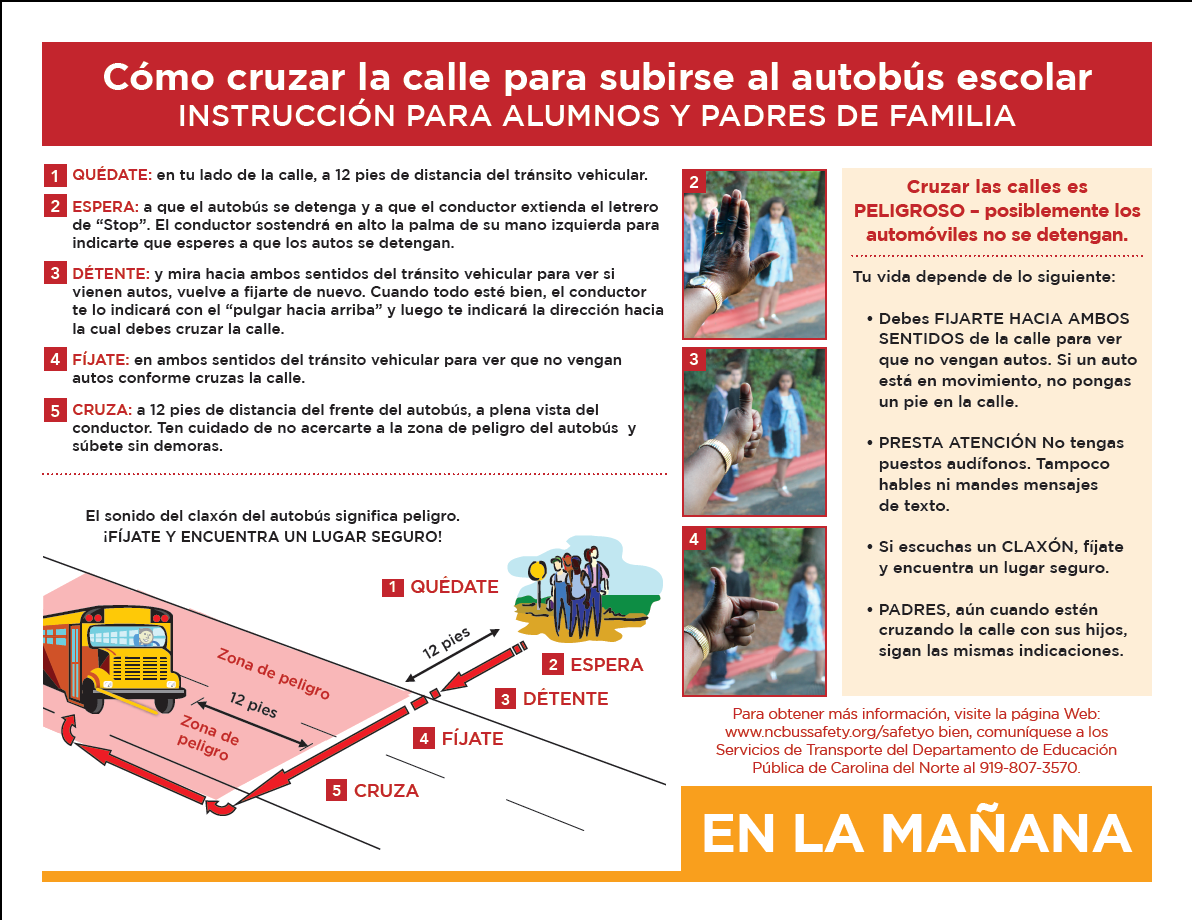 Cómo cruzar la calle para subirse al autobús escolar
INSTRUCCIÓN PARA ALUMNOS Y PADRES DE FAMILIA
1 QUÉDATE: en tu lado de la calle, a 12 pies de distancia del tránsito vehicular.
2 ESPERA: a que el autobús se detenga y a que el conductor extienda el letrero
de “Stop”. El conductor sostendrá en alto la palma de su mano izquierda para
indicarte que esperes a que los autos se detengan.
3 DÉTENTE: y mira hacia ambos sentidos del tránsito vehicular para ver si
vienen autos, vuelve a fijarte de nuevo. Cuando todo esté bien, el conductor
te lo indicará con el “pulgar hacia arriba” y luego te indicará la dirección hacia
la cual debes cruzar la calle.
4 FÍJATE: en ambos sentidos del tránsito vehicular para ver que no vengan
autos conforme cruzas la calle.
5 CRUZA: a 12 pies de distancia del frente del autobús, a plena vista del
conductor. Ten cuidado de no acercarte a la zona de peligro del autobús y
súbete sin demoras.
El sonido del claxón del autobús significa peligro.
¡FÍJATE Y ENCUENTRA UN LUGAR SEGURO!
1 QUÉDATE
12 pies
2 ESPERA
3 DÉTENTE
4 FÍJATE
5 CRUZA
Zona de peligro
12 pies
Zona de
peligro
2
3
4
Cruzar las calles es
PELIGROSO – posiblemente los
automóviles no se detengan.
Tu vida depende de lo siguiente:
• Debes FIJARTE HACIA AMBOS
SENTIDOS de la calle para ver
que no vengan autos. Si un auto
está en movimiento, no pongas
un pie en la calle.
• PRESTA ATENCIÓN No tengas
puestos audífonos. Tampoco
hables ni mandes mensajes
de texto.
• Si escuchas un CLAXÓN, fíjate
y encuentra un lugar seguro.
• PADRES, aún cuando estén
cruzando la calle con sus hijos,
sigan las mismas indicaciones.
Para obtener más información, visite la página Web:
www.ncbussafety.org/safetyo bien, comuníquese a los
Servicios de Transporte del Departamento de Educación
Pública de Carolina del Norte al 919-807-3570.
EN LA MAÑANA